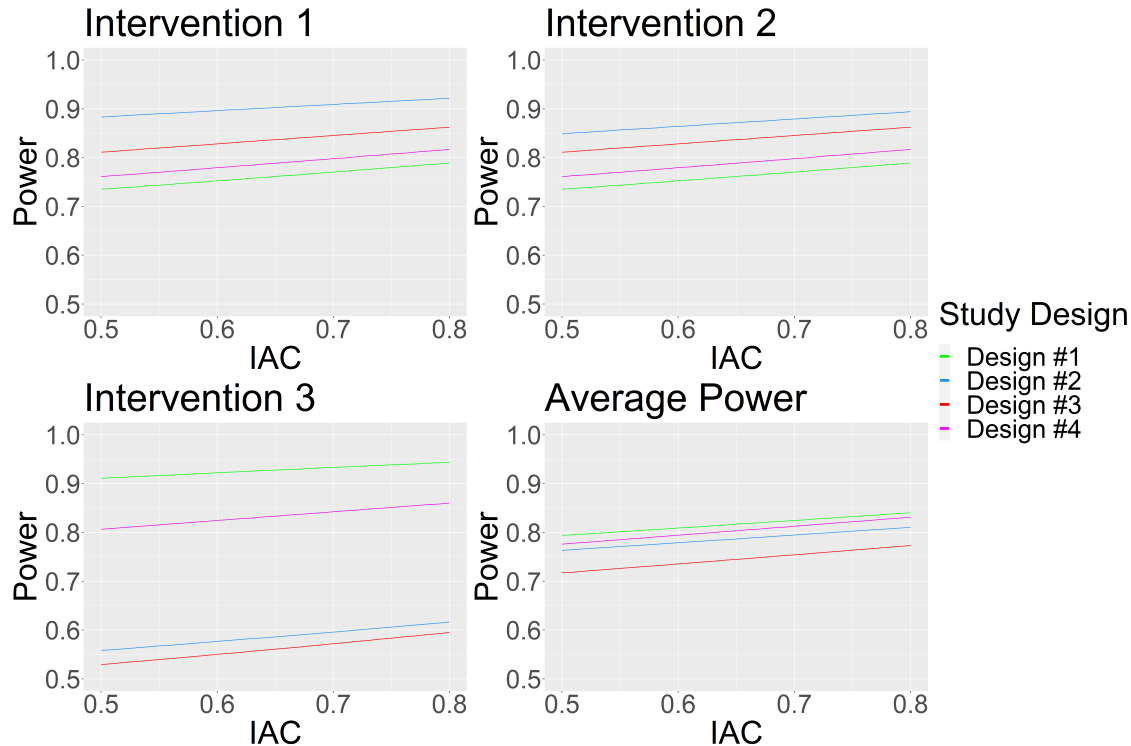 Intervention 1
Power
1.0
0.9
0.8
0.7
0.6
0.5
0.5 0.6 0.7 0.8
IAC
Intervention 2
Power
1.0
0.9
0.8
0.7
0.6
0.5
0.5 0.6 0.7 0.8
IAC
Intervention 3
Power
1.0
0.9
0.8
0.7
0.6
0.5
0.5 0.6 0.7 0.8
IAC
Average Power
Power
1.0
0.9
0.8
0.7
0.6
0.5
0.5 0.6 0.7 0.8
IAC
Study Design
Design #1
Design #2
Design #3
Design #4